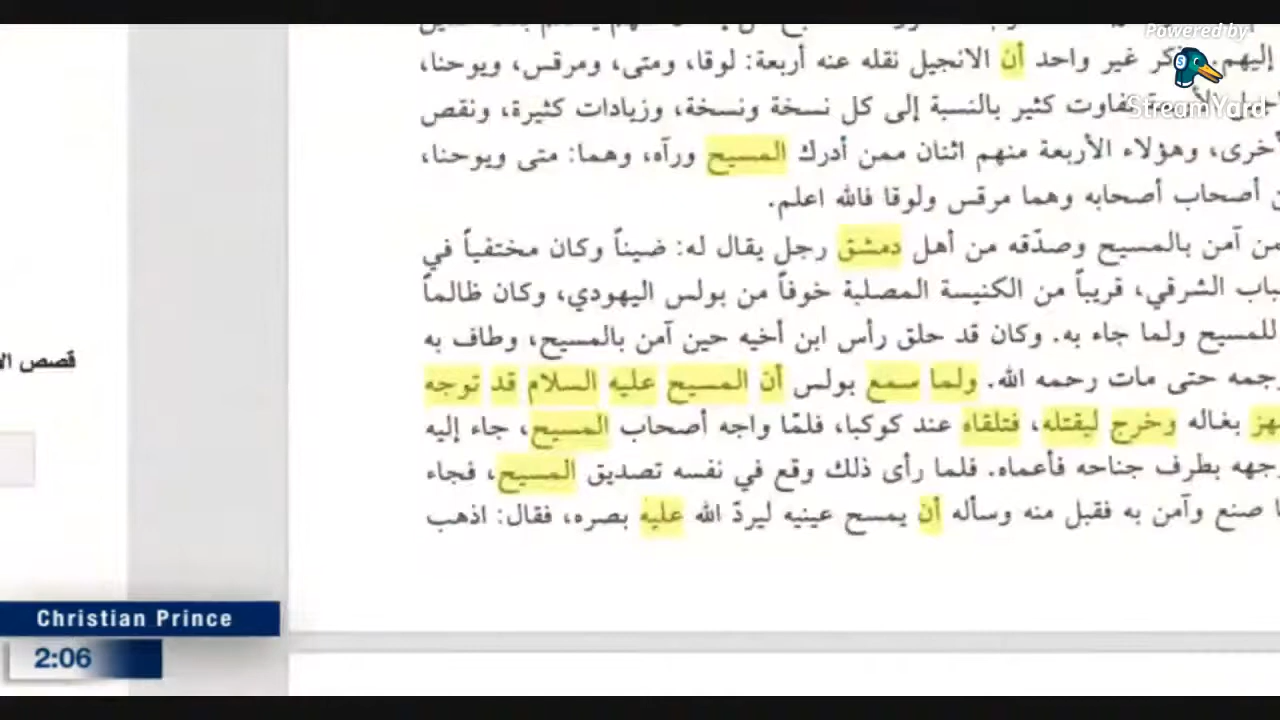 Powered by
StreamYard
إليهم. كر غير واحد أن الانجيل نقله عنه أربعة: لوقا، ومتى، ومرقس، ويوحنا،
تفاوت كثير بالنسبة إلى كل نسخة ونسخة، وزيادات كثيرة، ونقص
أخرى، وهؤلاء الأربعة منهم اثنان ممن أدرك المسيح ورآه، وهما: متى ويوحنا،
أصحاب أصحابه وهما مرقس ولوقا فالله اعلم.
من آمن بالمسيح وصدّقه من أهل دمشق رجل يقال له: ضيناً وكان مختفياً في
باب الشرقي، قريباً من الكنيسة المصلبة خوفاً من بولس اليهودي، وكان ظالماً
للمسيح ولما جاء به. وكان قد حلق رأس ابن أخيه حين آمن بالمسيح، وطاف به
رجمه حتى مات رحمه الله. ولما سمع بولس أن المسيح عليه السلام قد توجه
هز بغاله وخرج ليقتله، فتلقاه عند كوكبا، فلمّا واجه أصحاب المسيح، جاء إليه
وجهه بطرف جناحه فأعماه. فلما رأى ذلك وقع في نفسه تصديق المسيح، فجاء
ا صنع وآمن به فقبل منه وسأله أن يمسح عينيه ليردّ الله عليه بصره، فقال: اذهب
قصص الا
Christian Prince
2:06